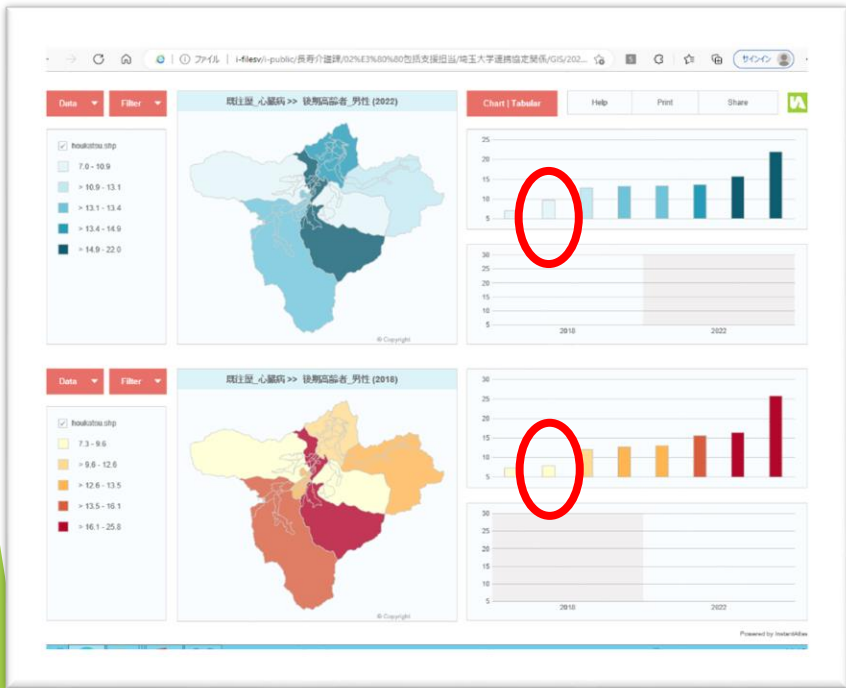 ファイル | i-filesv/i-public/長寿介護課/02%E3%80%80包括支援担当/埼玉大学連携協定関係/GIS/202...
サインイン
Data
Filter
既往歴_心臓病 >> 後期高齢者_男性 (2022)
Chart | Tabular
Help
Print
Share
houkatsu.shp
7.0 - 10.9
> 10.9 - 13.1
> 13.1 - 13.4
> 13.4 - 14.9
> 14.9 - 22.0
25
20
15
10
5
30
25
20
15
10
5
2018
2022
© Copyright
Data
Filter
既往歴_心臓病 >> 後期高齢者_男性 (2018)
houkatsu.shp
7.3 - 9.6
> 9.6 - 12.6
> 12.6 - 13.5
> 13.5 - 16.1
> 16.1 - 25.8
30
25
20
15
10
5
30
25
20
15
10
5
2018
2022
© Copyright
Powered by InstantAtlas